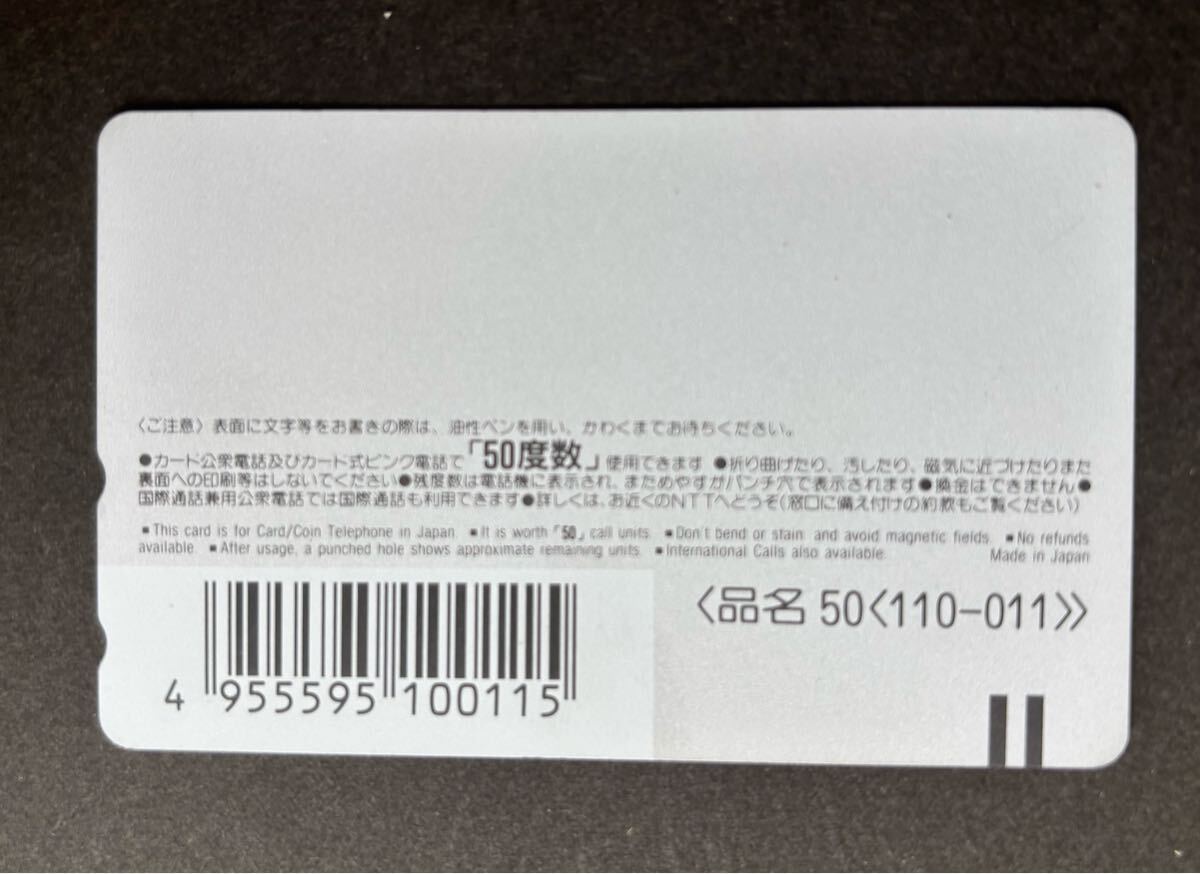 〈ご注意〉表面に文字等をお書きの際は、油性ペンを用い、かわくまでお待ちください。
●カード公衆電話及びカード式ピンク電話で「50度数」使用できます ●折り曲げたり、汚したり、磁気に近づけたりまた
裏面への印刷等はしないでください●残度数は電話機に表示され、まためやすがパンチ穴で表示されます●換金はできません●
国際通話兼用公衆電話では国際通話も利用できます●詳しくは、お近くのNTTへどうぞ(窓口に備え付けの約款もご覧ください)
■This card is for Card/Coin Telephone in Japan. ■It is worth「50」call units. ■Don't bend or stain and avoid magnetic fields. ■No refunds
available. ■After usage, a punched hole shows approximate remaining units. ■International Calls also available. Made in Japan
〈品名 50〈110-011〉〉
4 955595 100115